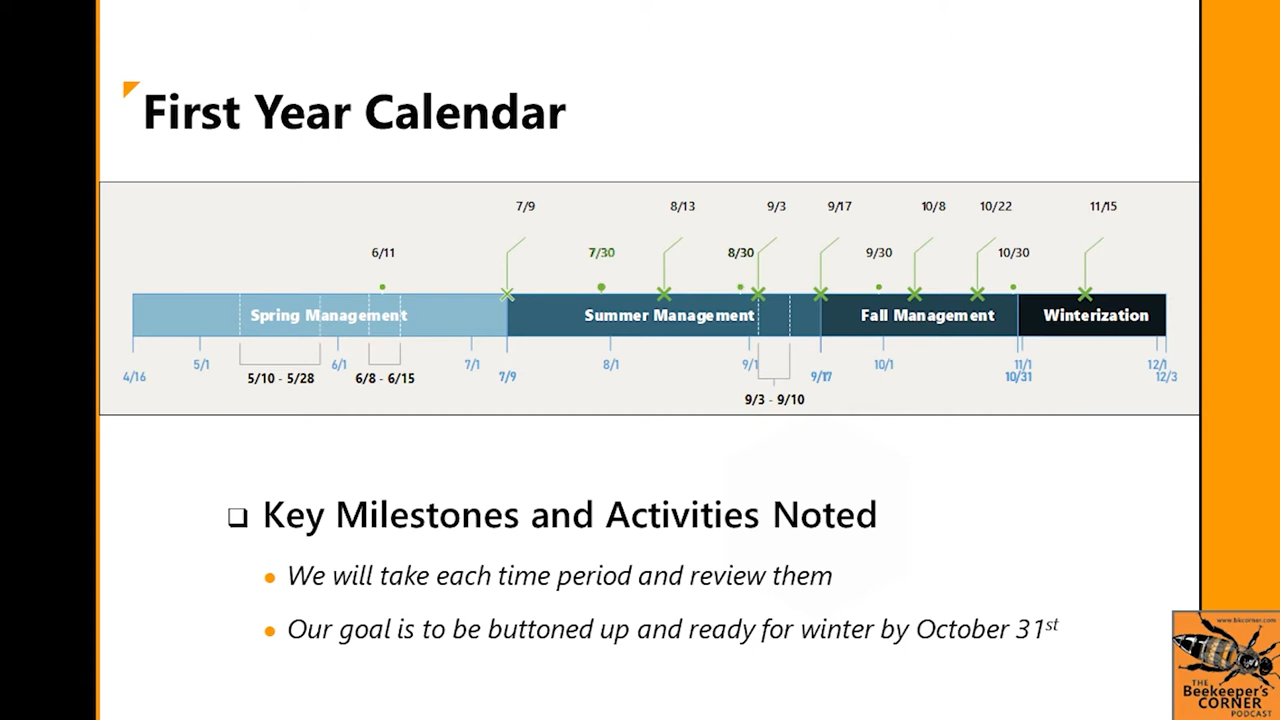 First Year Calendar
7/9 8/13 9/3 9/17 10/8 10/22 11/15
6/11 7/30 8/30 9/30 10/30
Spring Management Summer Management Fall Management Winterization
5/1 6/1 7/1 8/1 9/1 10/1 11/1 12/1
4/16 5/10 - 5/28 6/8 - 6/15 7/9 9/17 10/31 12/3
9/3 - 9/10
Key Milestones and Activities Noted
We will take each time period and review them
Our goal is to be buttoned up and ready for winter by October 31st
www.bkcorner.com
THE
Beekeeper's
CORNER
PODCAST